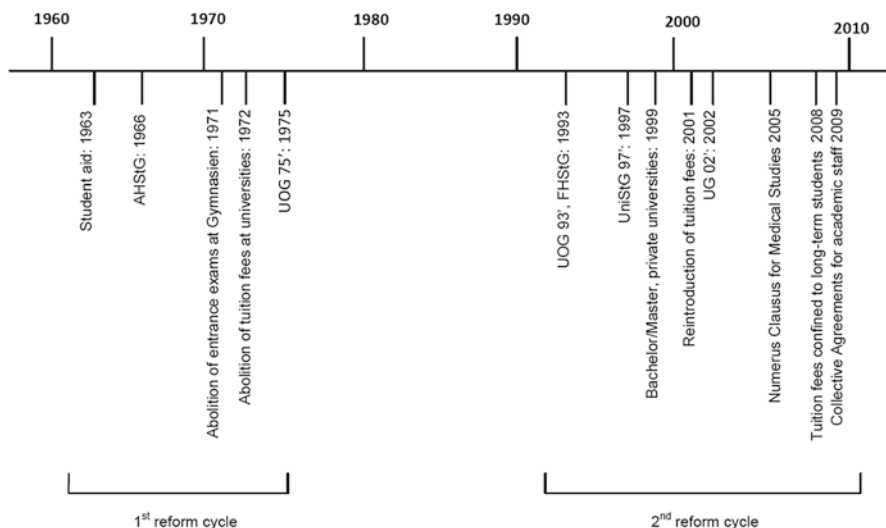 1960
1970
1980
1990
2000
2010
Student aid: 1963
AHStG: 1966
Abolition of entrance exams at Gymnasien: 1971
Abolition of tuition fees at universities: 1972
UOG 75': 1975
UOG 93', FHStG: 1993
UniStG 97': 1997
Bachelor/Master, private universities: 1999
Reintroduction of tuition fees: 2001
UG 02': 2002
Numerus Clausus for Medical Studies 2005
Tuition fees confined to long-term students 2008
Collective Agreements for academic staff 2009
1st reform cycle
2nd reform cycle